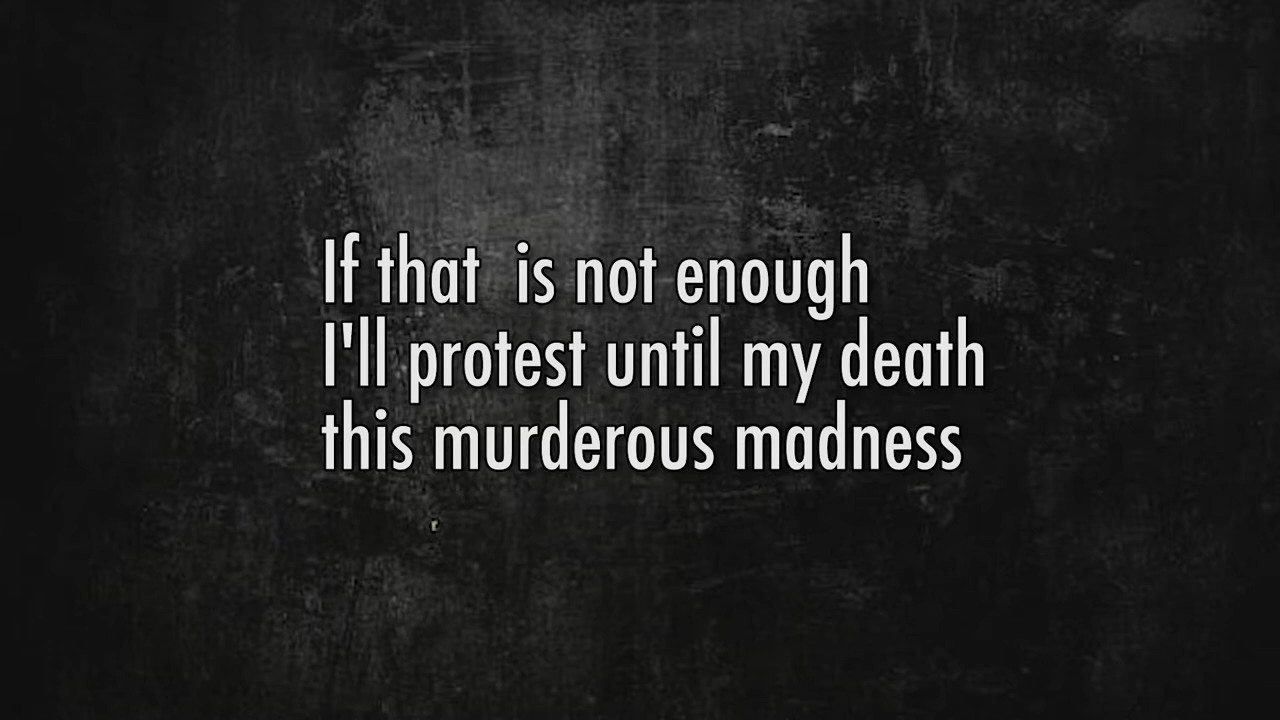 If that  is not enough
I'll protest until my death
this murderous madness
r